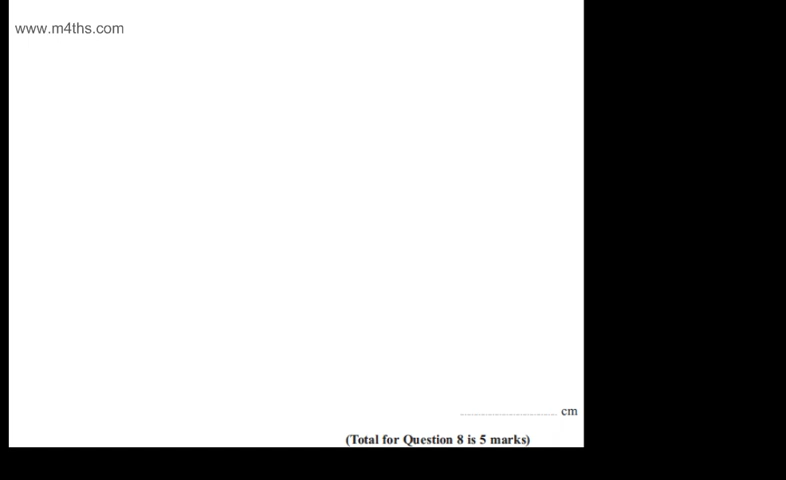 www.m4ths.com
........................................ cm
(Total for Question 8 is 5 marks)